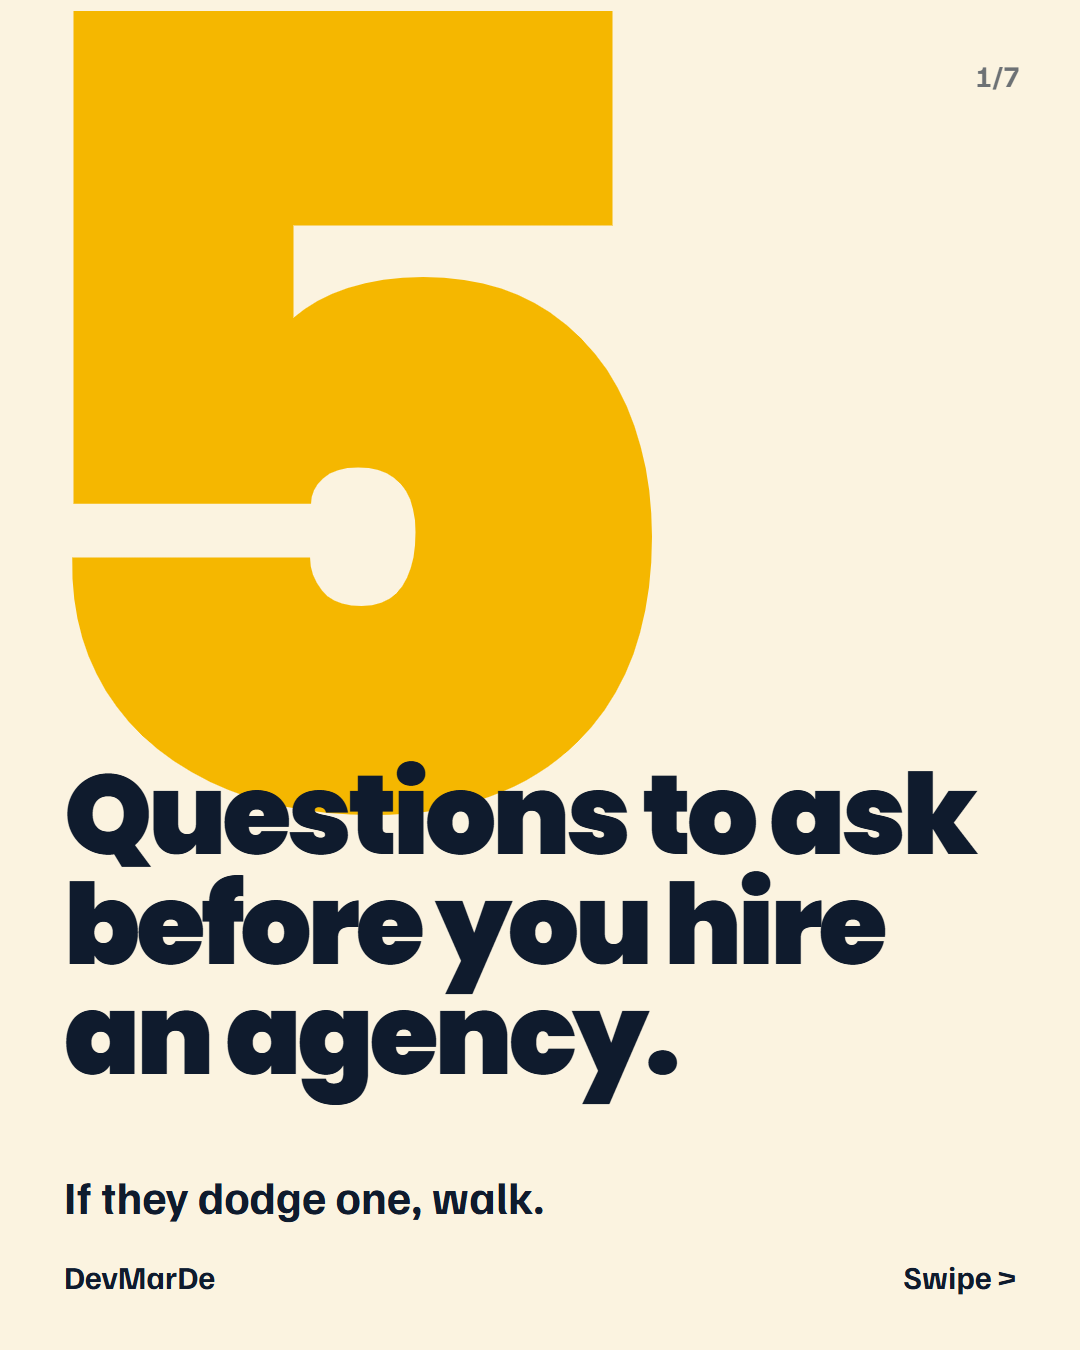 5
1/7
Questions to ask
before you hire
an agency.
If they dodge one, walk.
DevMarDe
Swipe >